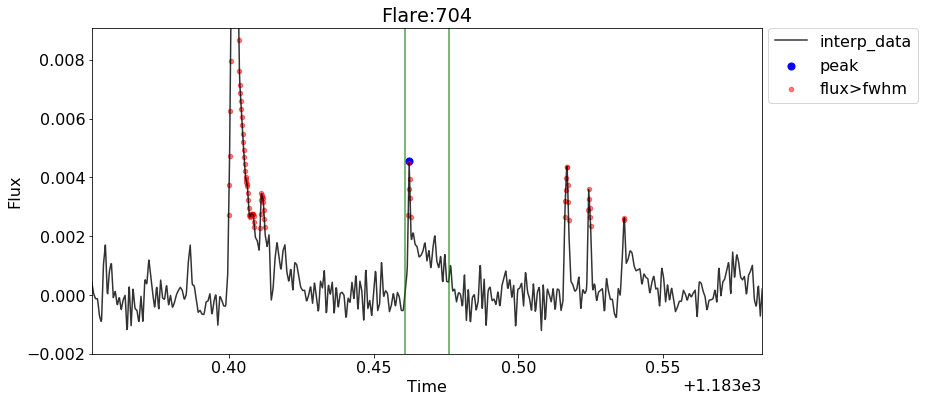 Flare:704
interp_data
peak
flux>fwhm
0.008
0.006
0.004
0.002
0.000
−0.002
Flux
0.40
0.45
0.50
0.55
Time
+1.183e3